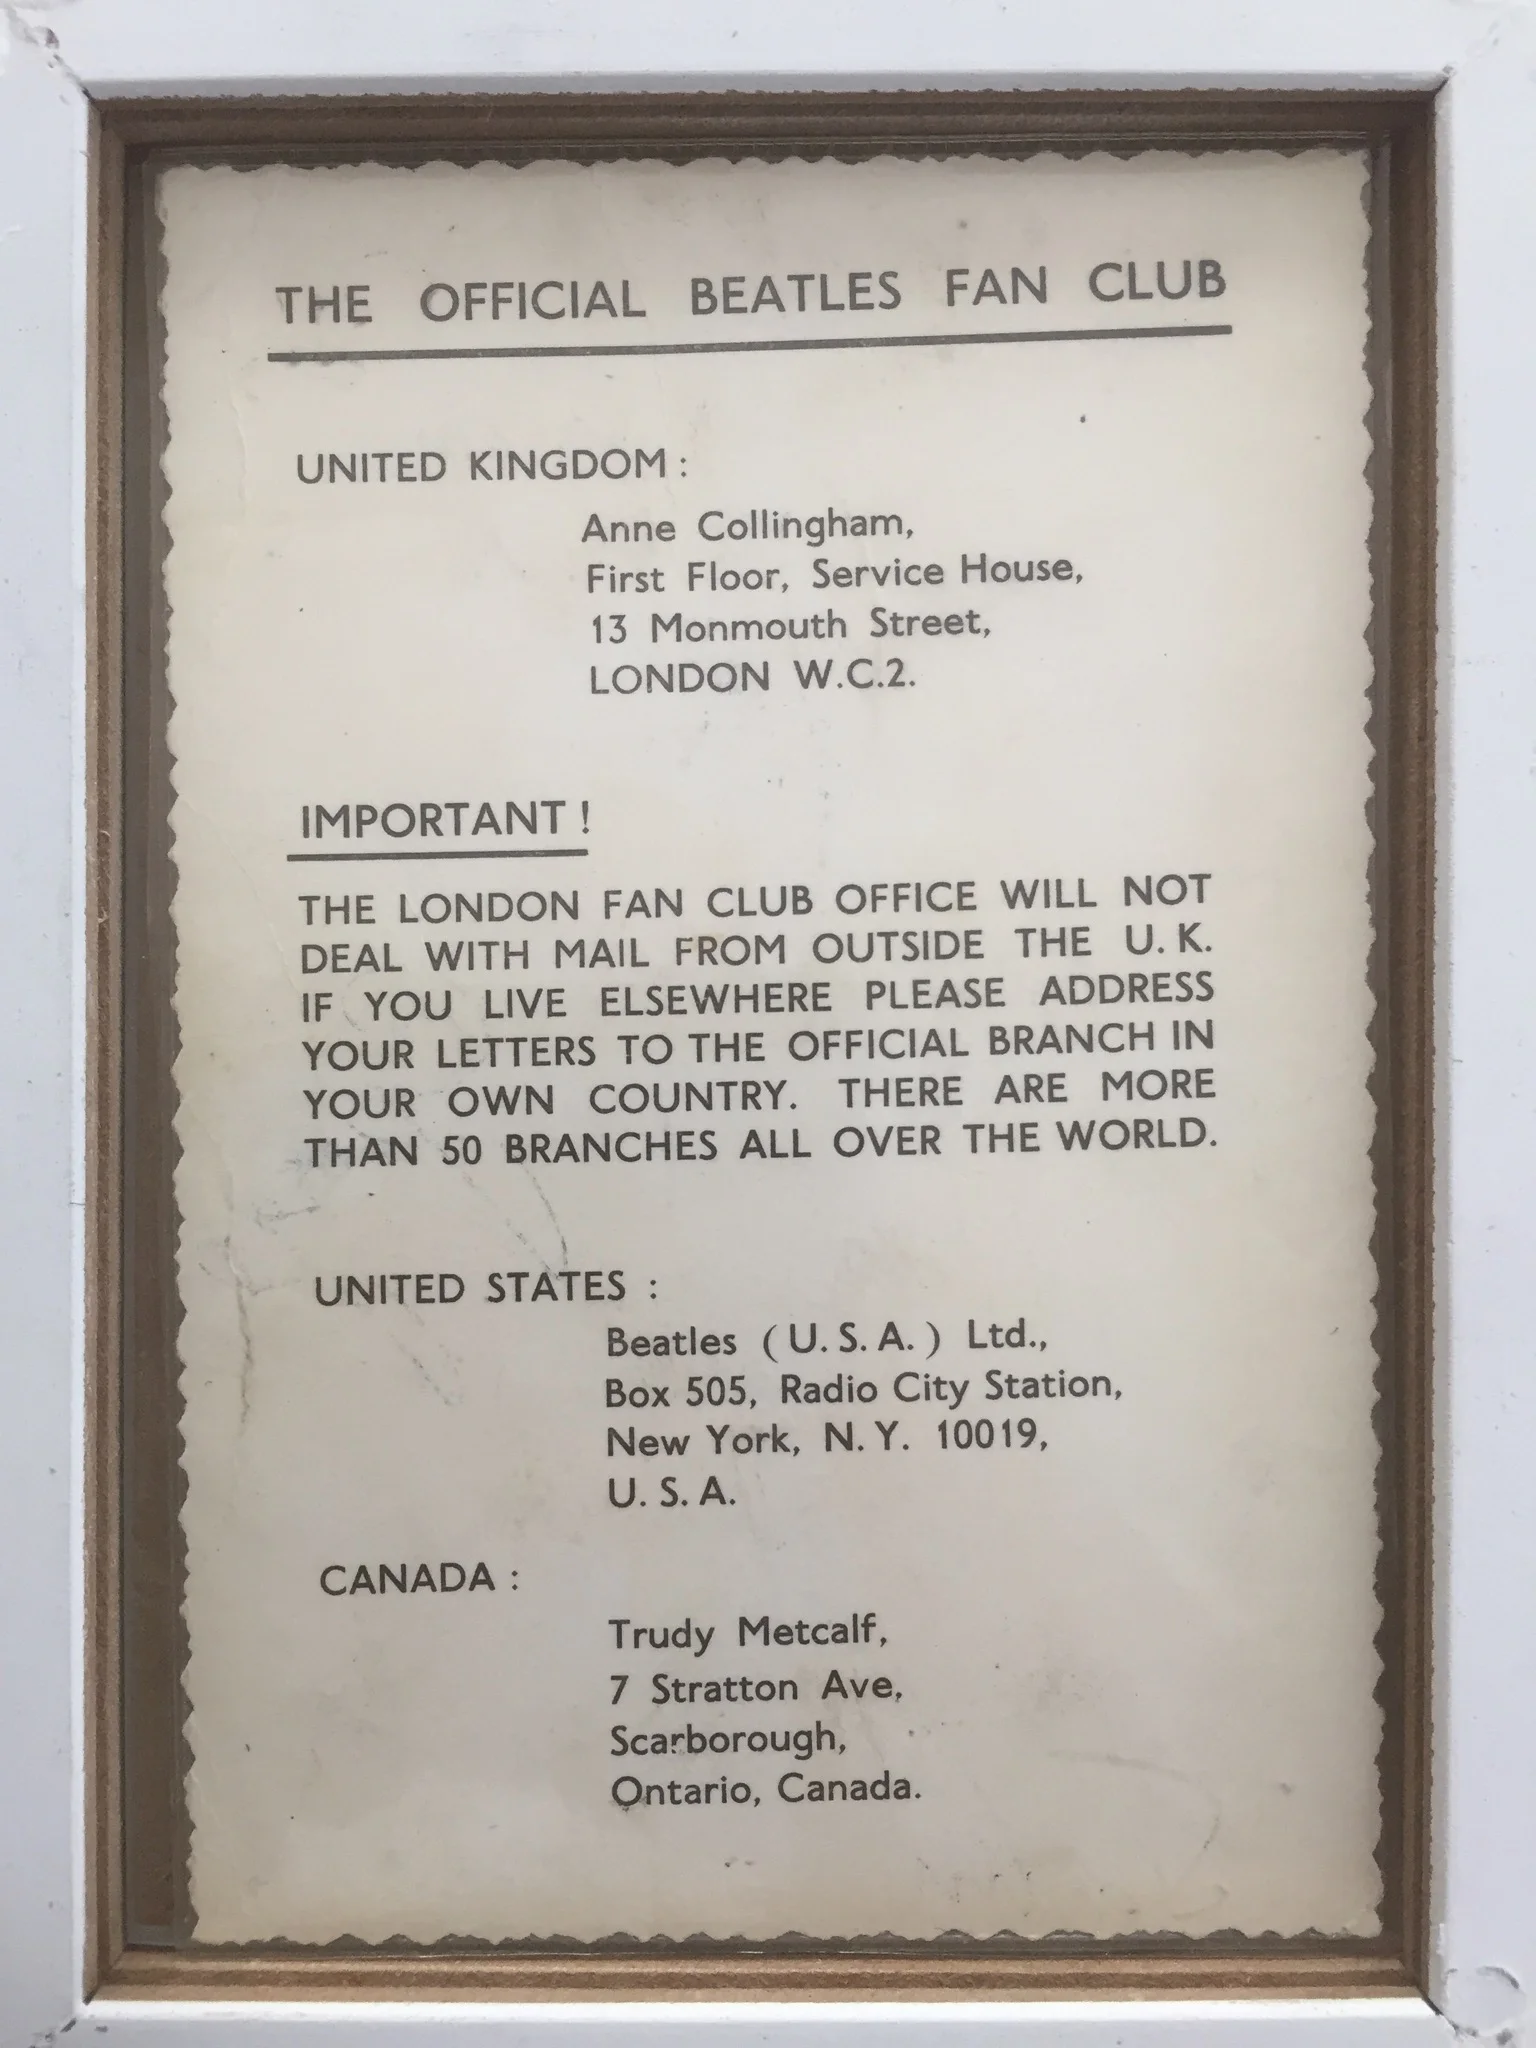 THE OFFICIAL BEATLES FAN CLUB
UNITED KINGDOM :
Anne Collingham,
First Floor, Service House,
13 Monmouth Street,
LONDON W.C.2.
IMPORTANT !
THE LONDON FAN CLUB OFFICE WILL NOT
DEAL WITH MAIL FROM OUTSIDE THE U. K.
IF YOU LIVE ELSEWHERE PLEASE ADDRESS
YOUR LETTERS TO THE OFFICIAL BRANCH IN
YOUR OWN COUNTRY. THERE ARE MORE
THAN 50 BRANCHES ALL OVER THE WORLD.
UNITED STATES :
Beatles ( U. S. A. ) Ltd.,
Box 505, Radio City Station,
New York, N. Y. 10019,
U. S. A.
CANADA :
Trudy Metcalf,
7 Stratton Ave,
Scarborough,
Ontario, Canada.